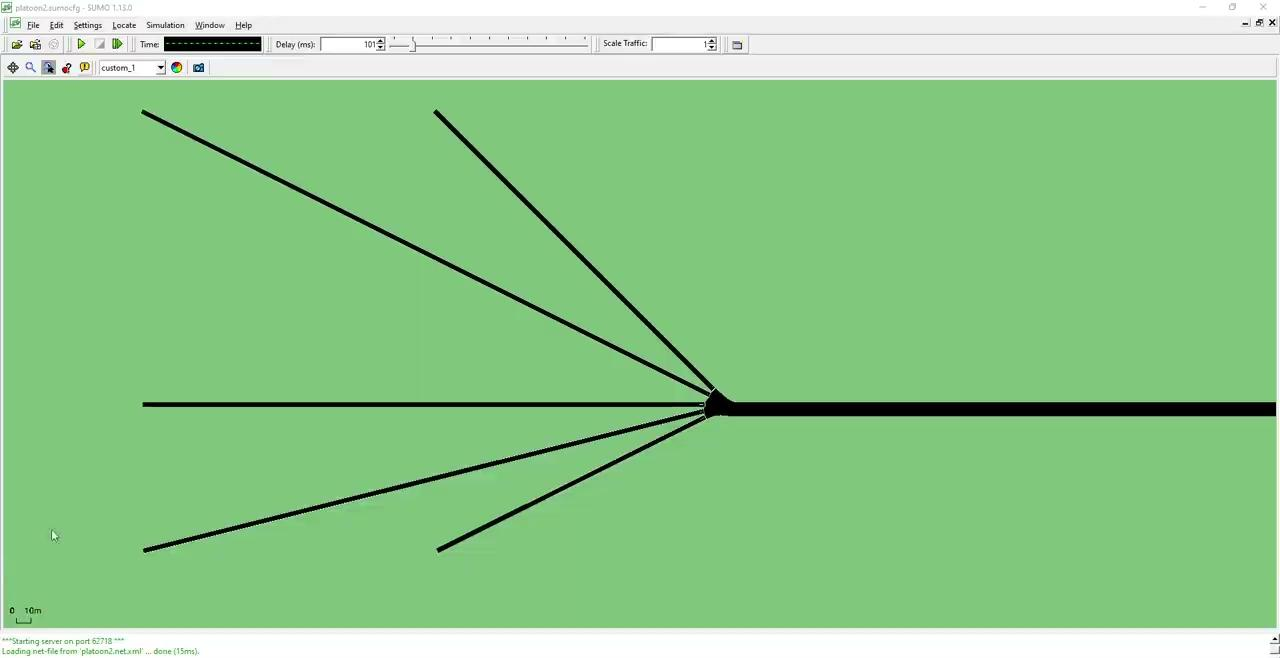 platoon2.sumocfg - SUMO 1.13.0
File Edit Settings Locate Simulation Window Help
Time: Delay (ms): 101 Scale Traffic: 1
custom_1
0 10m
***Starting server on port 62718 ***
Loading net-file from 'platoon2.net.xml' ... done (15ms).